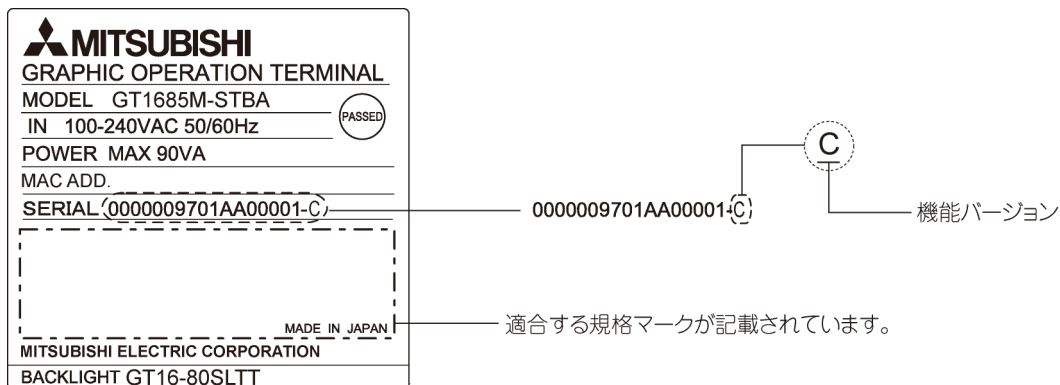 MITSUBISHI
GRAPHIC OPERATION TERMINAL
MODEL GT1685M-STBA
PASSED
IN 100-240VAC 50/60Hz
POWER MAX 90VA
MAC ADD.
SERIAL 0000009701AA00001-C
MADE IN JAPAN
MITSUBISHI ELECTRIC CORPORATION
BACKLIGHT GT16-80SLTT
C
0000009701AA00001-C
機能バージョン
適合する規格マークが記載されています。